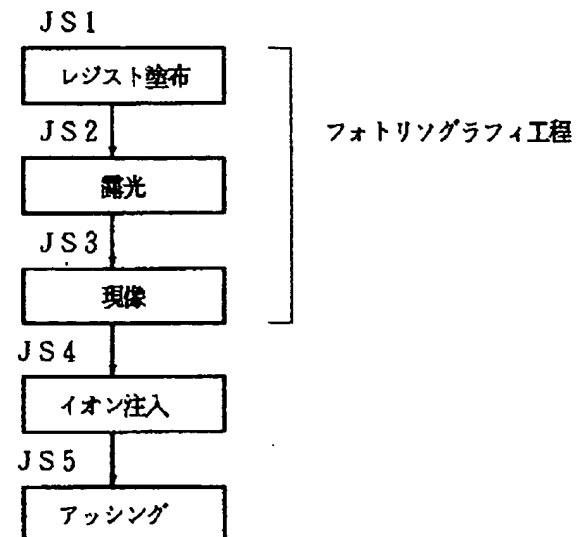 JS1
レジスト塗布
JS2
フォトリソグラフィ工程
露光
JS3
現像
JS4
イオン注入
JS5
アッシング